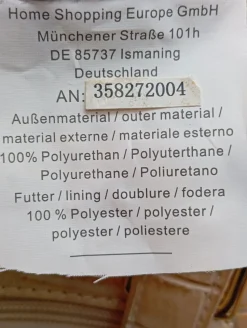 Home Shopping Europe GmbH
Münchener Straße 101h
DE 85737 Ismaning
Deutschland
AN: 358272004
Außenmaterial / outer material /
material externe / materiale esterno
100% Polyurethan / Polyuterthane /
Polyurethane / Poliuretano
Futter / lining / doublure / fodera
100 % Polyester / polyester /
polyester / poliestere